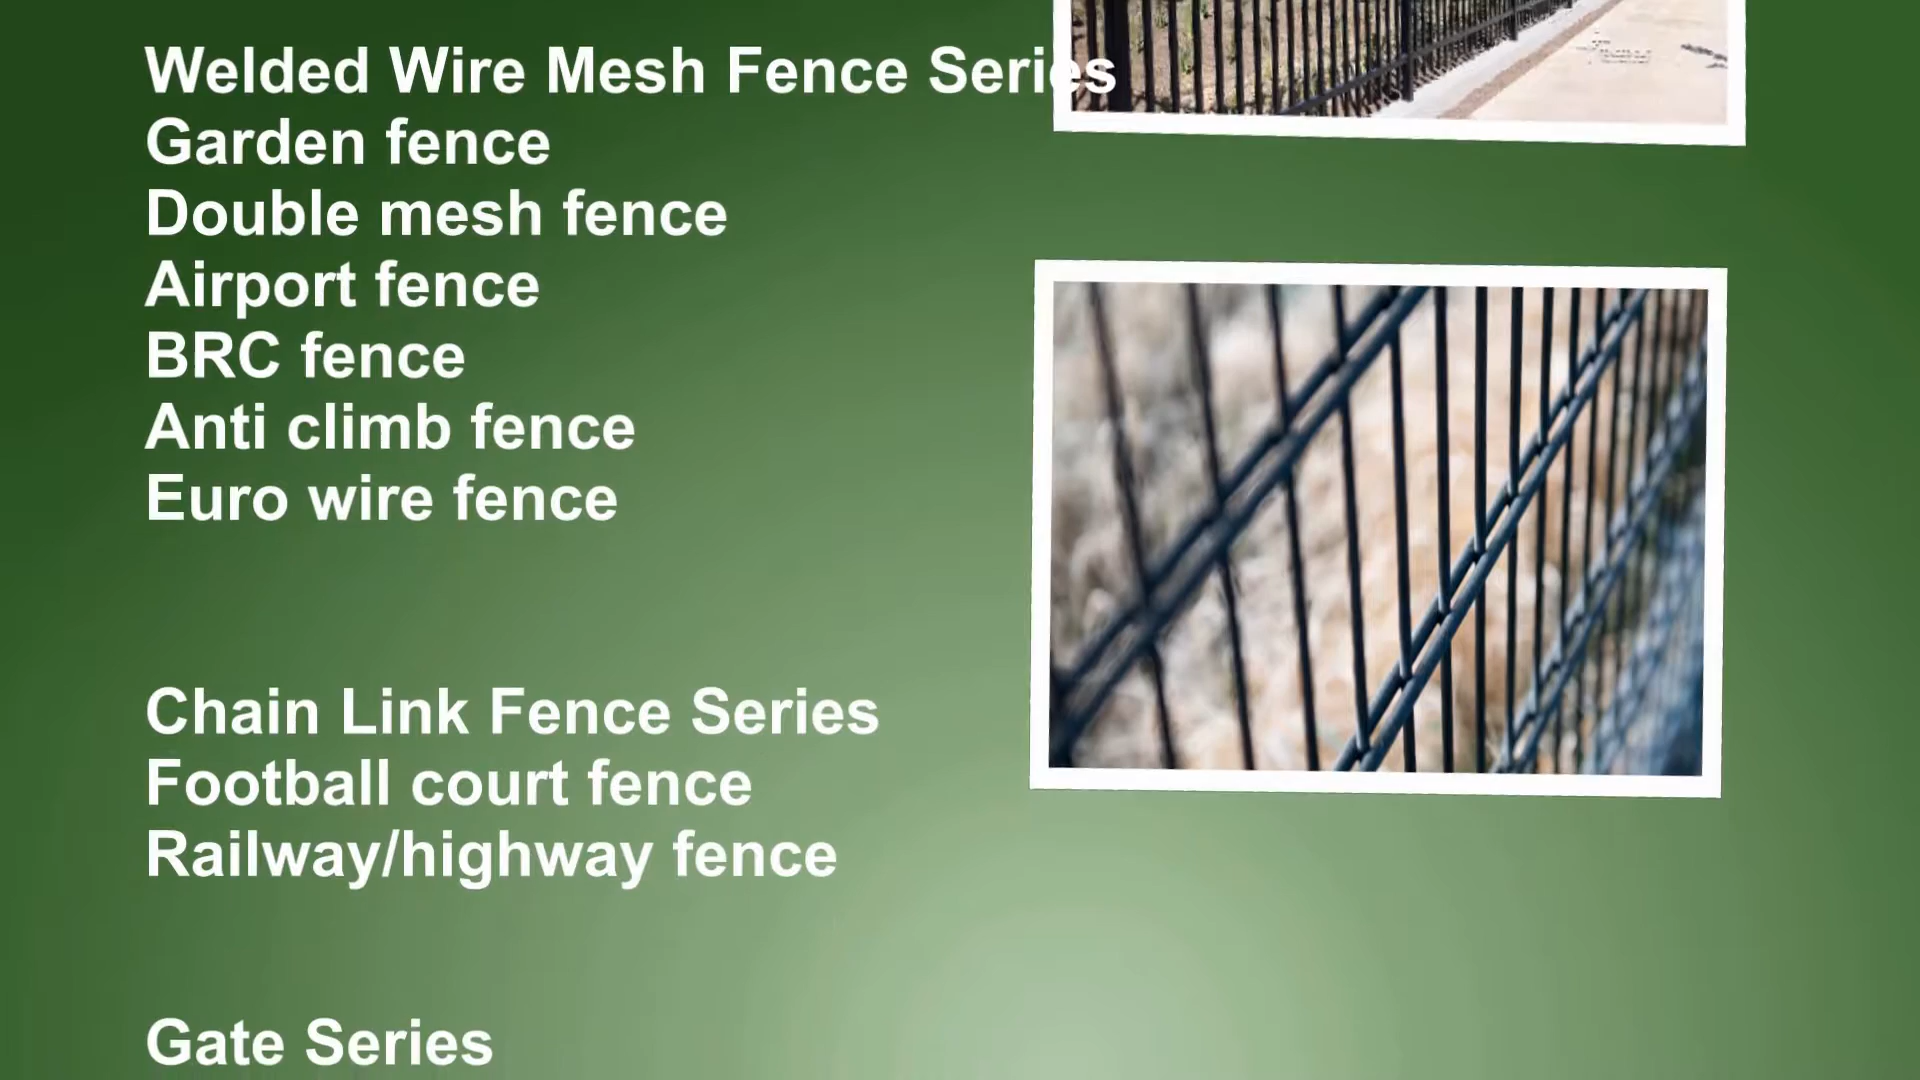 Welded Wire Mesh Fence Series
Garden fence
Double mesh fence
Airport fence
BRC fence
Anti climb fence
Euro wire fence
Chain Link Fence Series
Football court fence
Railway/highway fence
Gate Series